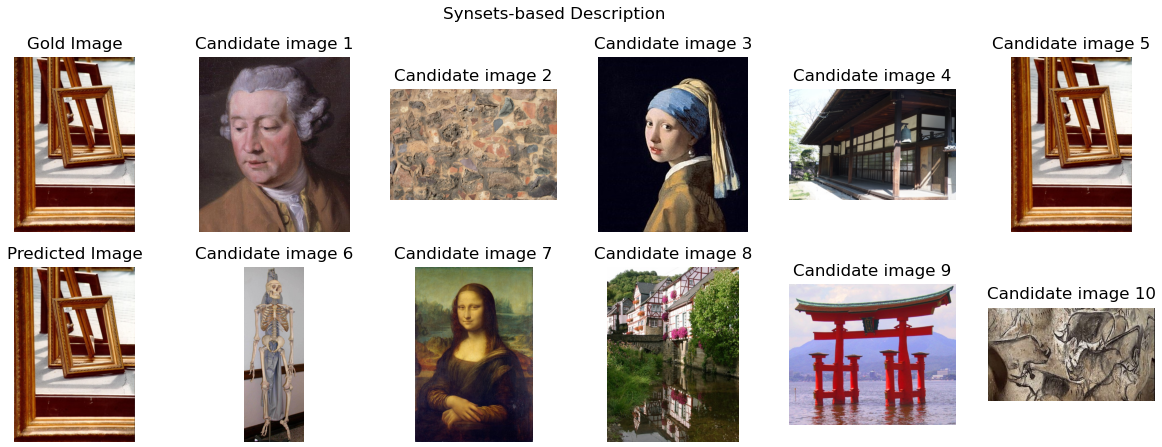 Synsets-based Description
Gold Image
Candidate image 1
Candidate image 2
Candidate image 3
Candidate image 4
Candidate image 5
Predicted Image
Candidate image 6
Candidate image 7
Candidate image 8
Candidate image 9
Candidate image 10